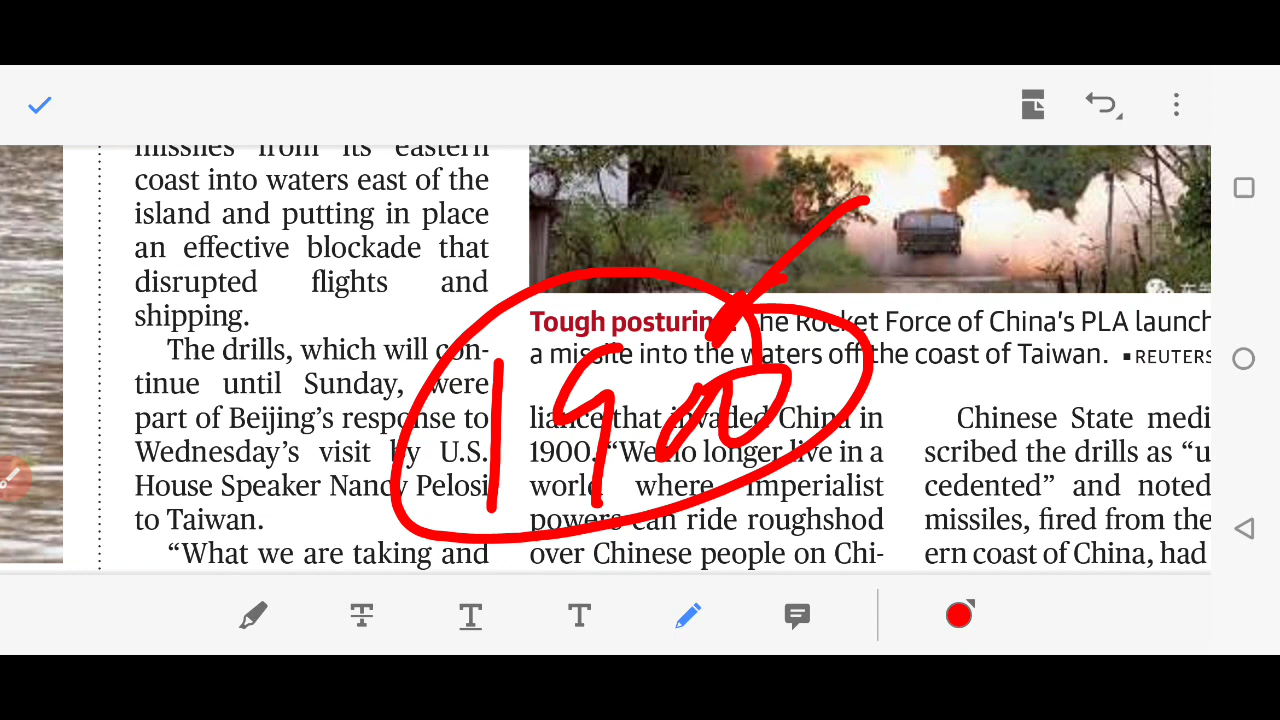 missiles from its eastern
coast into waters east of the
island and putting in place
an effective blockade that
disrupted flights and
shipping.
The drills, which will con-
tinue until Sunday, were
part of Beijing's response to
Wednesday's visit by U.S.
House Speaker Nancy Pelosi
to Taiwan.
"What we are taking and
Tough posturing: The Rocket Force of China's PLA launch
a missile into the waters off the coast of Taiwan. ▪ REUTERS
1900
liance that invaded China in
1900. "We no longer live in a
world where imperialist
powers can ride roughshod
over Chinese people on Chi-
Chinese State medi
scribed the drills as "u
cedented" and noted
missiles, fired from the
ern coast of China, had